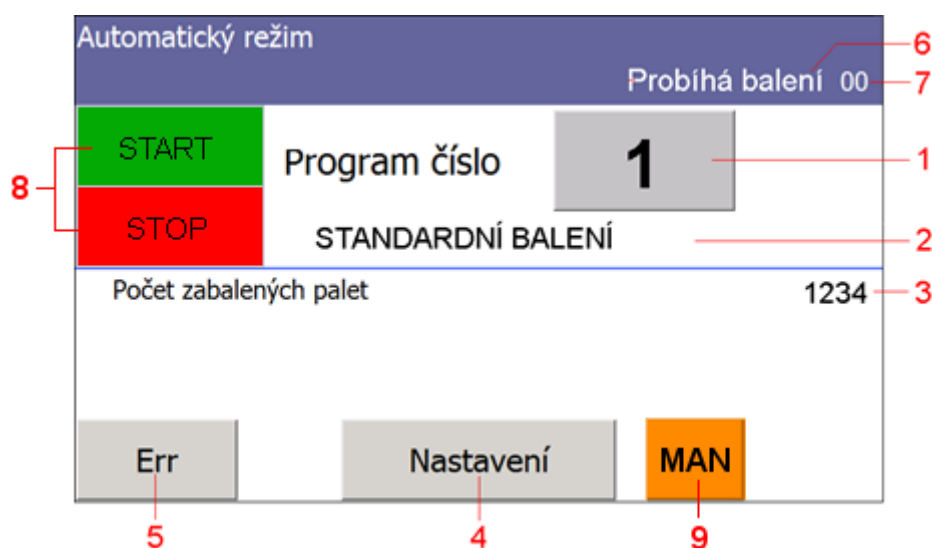 Automatický režim
6
Probíhá balení 00 7
START
Program číslo 1 1
8
STOP
STANDARDNÍ BALENÍ 2
Počet zabalených palet 1234 3
Err Nastavení MAN
5 4 9